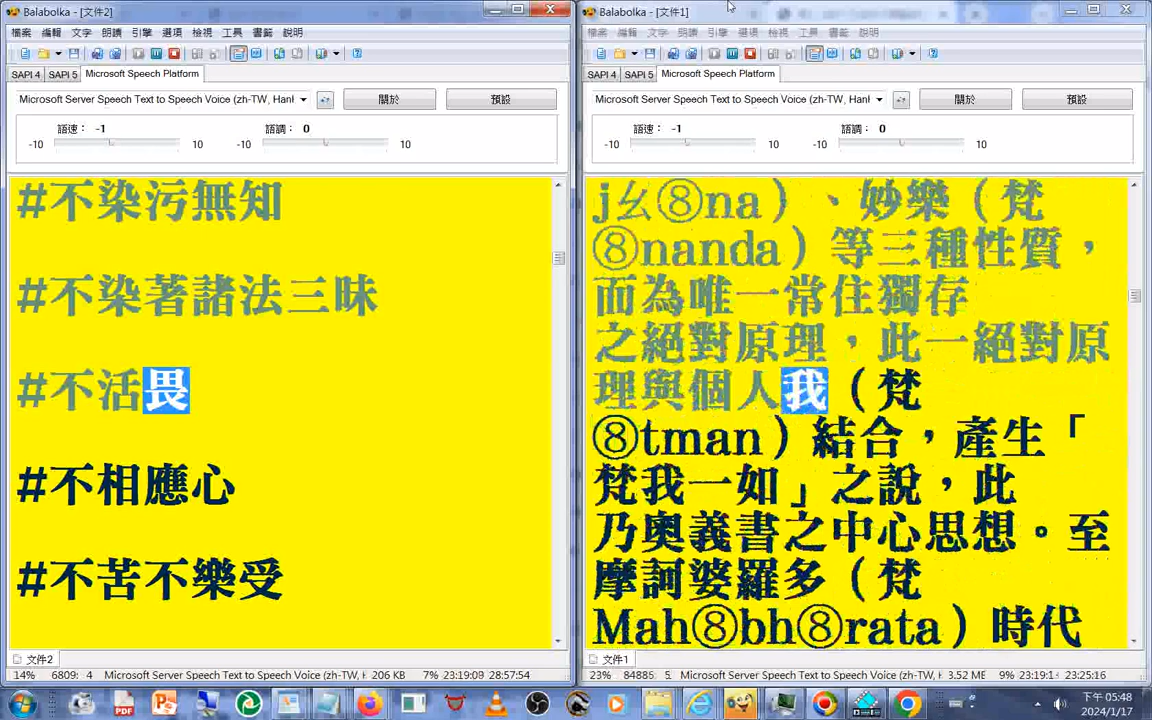 Balabolka - [文件2]
檔案 編輯 文字 朗讀 引擎 選項 檢視 工具 書籤 說明
SAPI 4 SAPI 5 Microsoft Speech Platform
Microsoft Server Speech Text to Speech Voice (zh-TW, Hanl
關於 預設
語速： -1 語調： 0
-10 10 -10 10
#不染污無知
#不染著諸法三昧
#不活畏
#不相應心
#不苦不樂受
文件2
14% 6809: 4 Microsoft Server Speech Text to Speech Voice (zh-TW, H 206 KB 7% 23:19:09 28:57:54
Balabolka - [文件1]
檔案 編輯 文字 朗讀 引擎 選項 檢視 工具 書籤 說明
SAPI 4 SAPI 5 Microsoft Speech Platform
Microsoft Server Speech Text to Speech Voice (zh-TW, Hanl
關於 預設
語速： -1 語調： 0
-10 10 -10 10
jㄠ⑧na）、妙樂（梵
⑧nanda）等三種性質，
而為唯一常住獨存
之絕對原理，此一絕對原
理與個人我（梵
⑧tman）結合，產生「
梵我一如」之說，此
乃奧義書之中心思想。至
摩訶婆羅多（梵
Mah⑧bh⑧rata）時代
文件1
23% 84885: 5. Microsoft Server Speech Text to Speech Voice (zh-TW, H 3.52 MB 9% 23:19:1 23:25:16
下午 05:48
2024/1/17